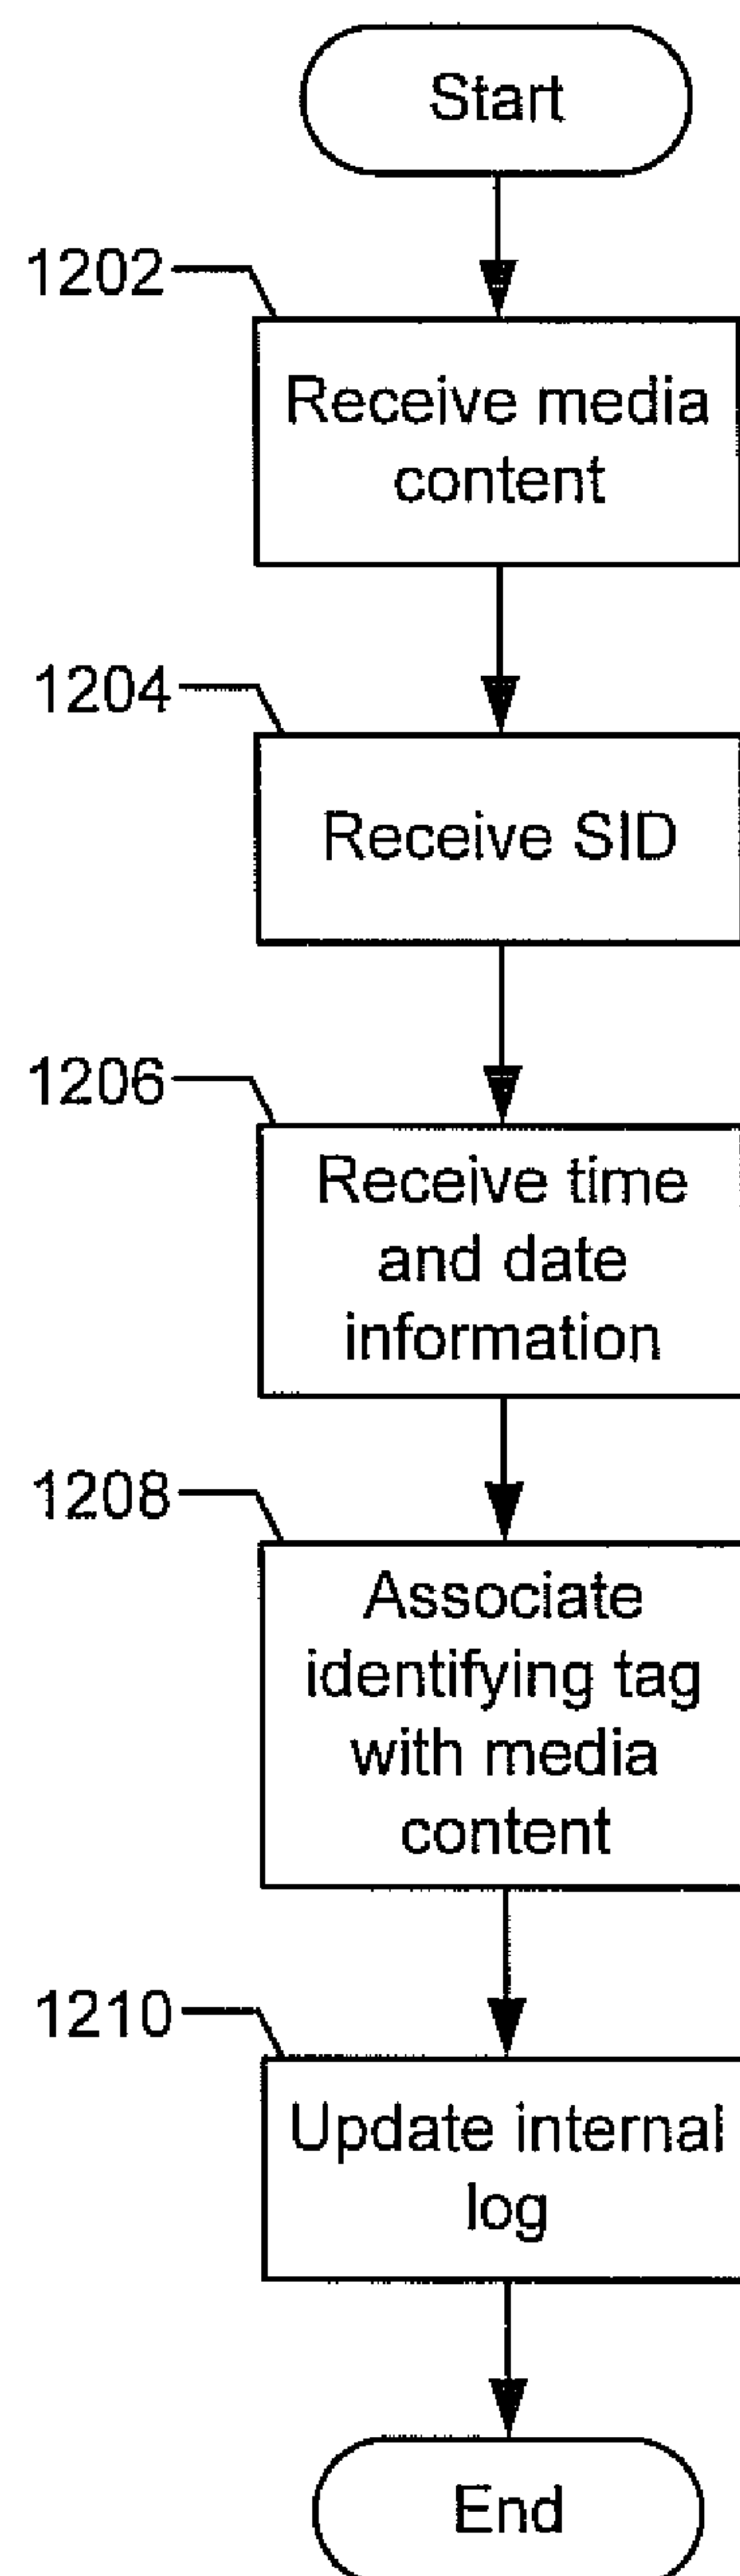 Start
1202
Receive media
content
1204
Receive SID
1206
Receive time
and date
information
1208
Associate
identifying tag
with media
content
1210
Update internal
log
End